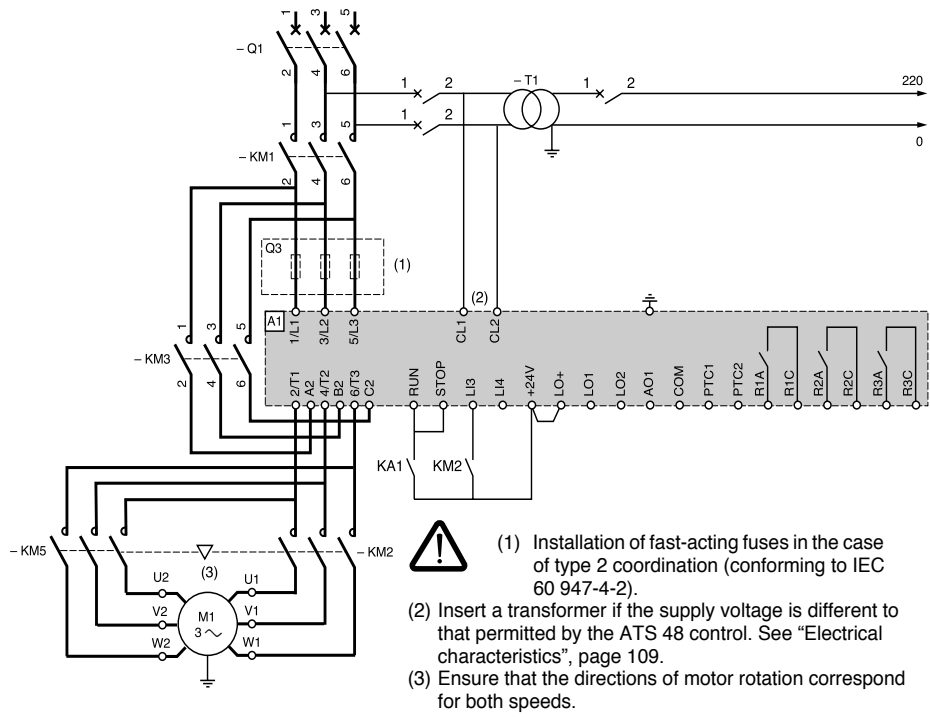 1 3 5
– Q1
2 4 6
1 2 – T1 1 2 220
1 2
0
1 3 5
– KM1
2 4 6
Q3
(1)
(2)
A1
1/L1 3/L2 5/L3 CL1 CL2
1 3 5
– KM3
2 4 6
2/T1 A2 4/T2 B2 6/T3 C2 RUN STOP LI3 LI4 +24V LO+ LO1 LO2 AO1 COM PTC1 PTC2 R1A R1C R2A R2C R3A R3C
KA1 KM2
– KM5
– KM2
(3)
U2 U1
V2 V1
W2 W1
M1
3
(1) Installation of fast-acting fuses in the case
of type 2 coordination (conforming to IEC
60 947-4-2).
(2) Insert a transformer if the supply voltage is different to
that permitted by the ATS 48 control. See “Electrical
characteristics”, page 109.
(3) Ensure that the directions of motor rotation correspond
for both speeds.